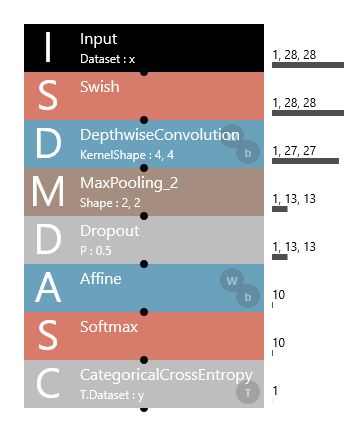 I
Input
Dataset : x
1, 28, 28
S
Swish
1, 28, 28
D
DepthwiseConvolution
KernelShape : 4, 4
W
b
1, 27, 27
M
MaxPooling_2
Shape : 2, 2
1, 13, 13
D
Dropout
P : 0.5
1, 13, 13
A
Affine
W
b
10
S
Softmax
10
C
CategoricalCrossEntropy
T.Dataset : y
T
1